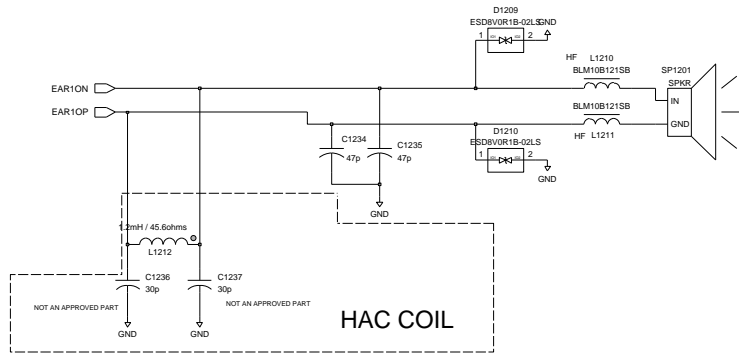 D1209
ESD8V0R1B-02LS
GND
1
2
HF
L1210
BLM10B121SB
SP1201
SPKR
EAR1ON
IN
EAR1OP
BLM10B121SB
GND
HF
L1211
C1234
47p
C1235
47p
D1210
ESD8V0R1B-02LS
1
2
GND
GND
1.2mH / 45.6ohms
L1212
C1236
30p
C1237
30p
NOT AN APPROVED PART
NOT AN APPROVED PART
GND
GND
HAC COIL